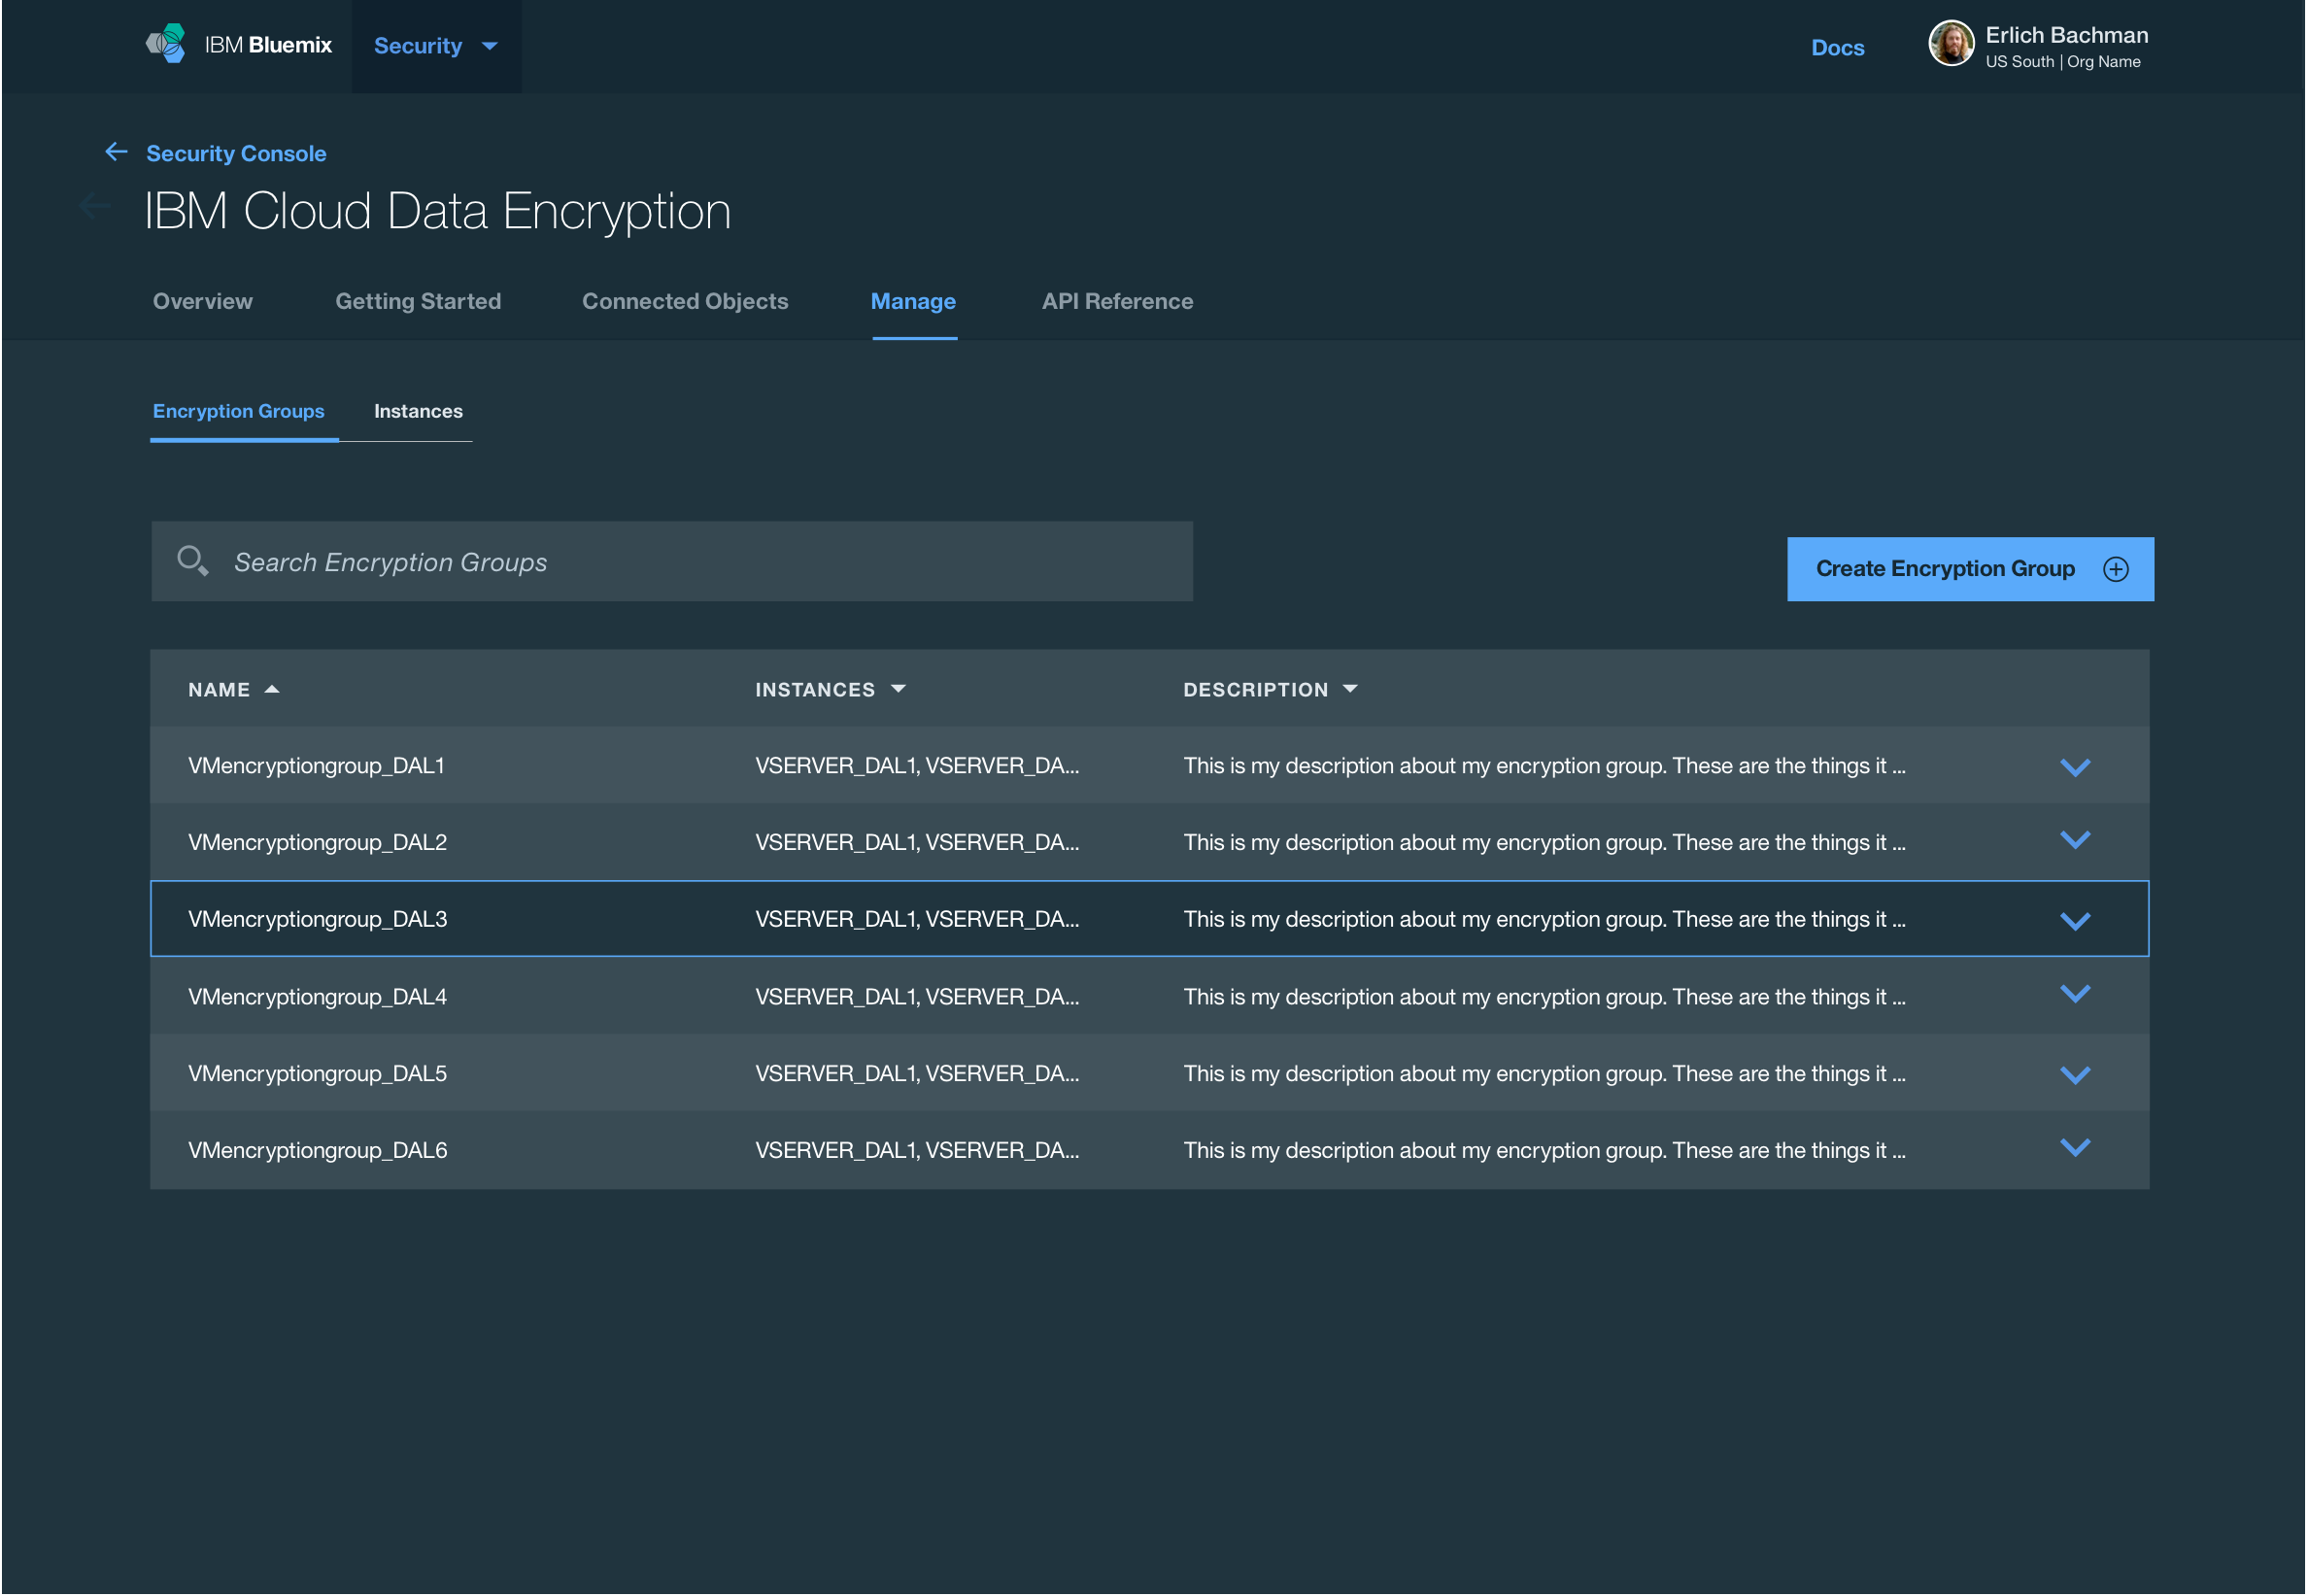 IBM Bluemix
Security
Docs
Erlich Bachman
US South | Org Name
Security Console
IBM Cloud Data Encryption
Overview Getting Started Connected Objects Manage API Reference
Encryption Groups Instances
Search Encryption Groups
Create Encryption Group
NAME INSTANCES DESCRIPTION
VMencryptiongroup_DAL1 VSERVER_DAL1, VSERVER_DA... This is my description about my encryption group. These are the things it ...
VMencryptiongroup_DAL2 VSERVER_DAL1, VSERVER_DA... This is my description about my encryption group. These are the things it ...
VMencryptiongroup_DAL3 VSERVER_DAL1, VSERVER_DA... This is my description about my encryption group. These are the things it ...
VMencryptiongroup_DAL4 VSERVER_DAL1, VSERVER_DA... This is my description about my encryption group. These are the things it ...
VMencryptiongroup_DAL5 VSERVER_DAL1, VSERVER_DA... This is my description about my encryption group. These are the things it ...
VMencryptiongroup_DAL6 VSERVER_DAL1, VSERVER_DA... This is my description about my encryption group. These are the things it ...